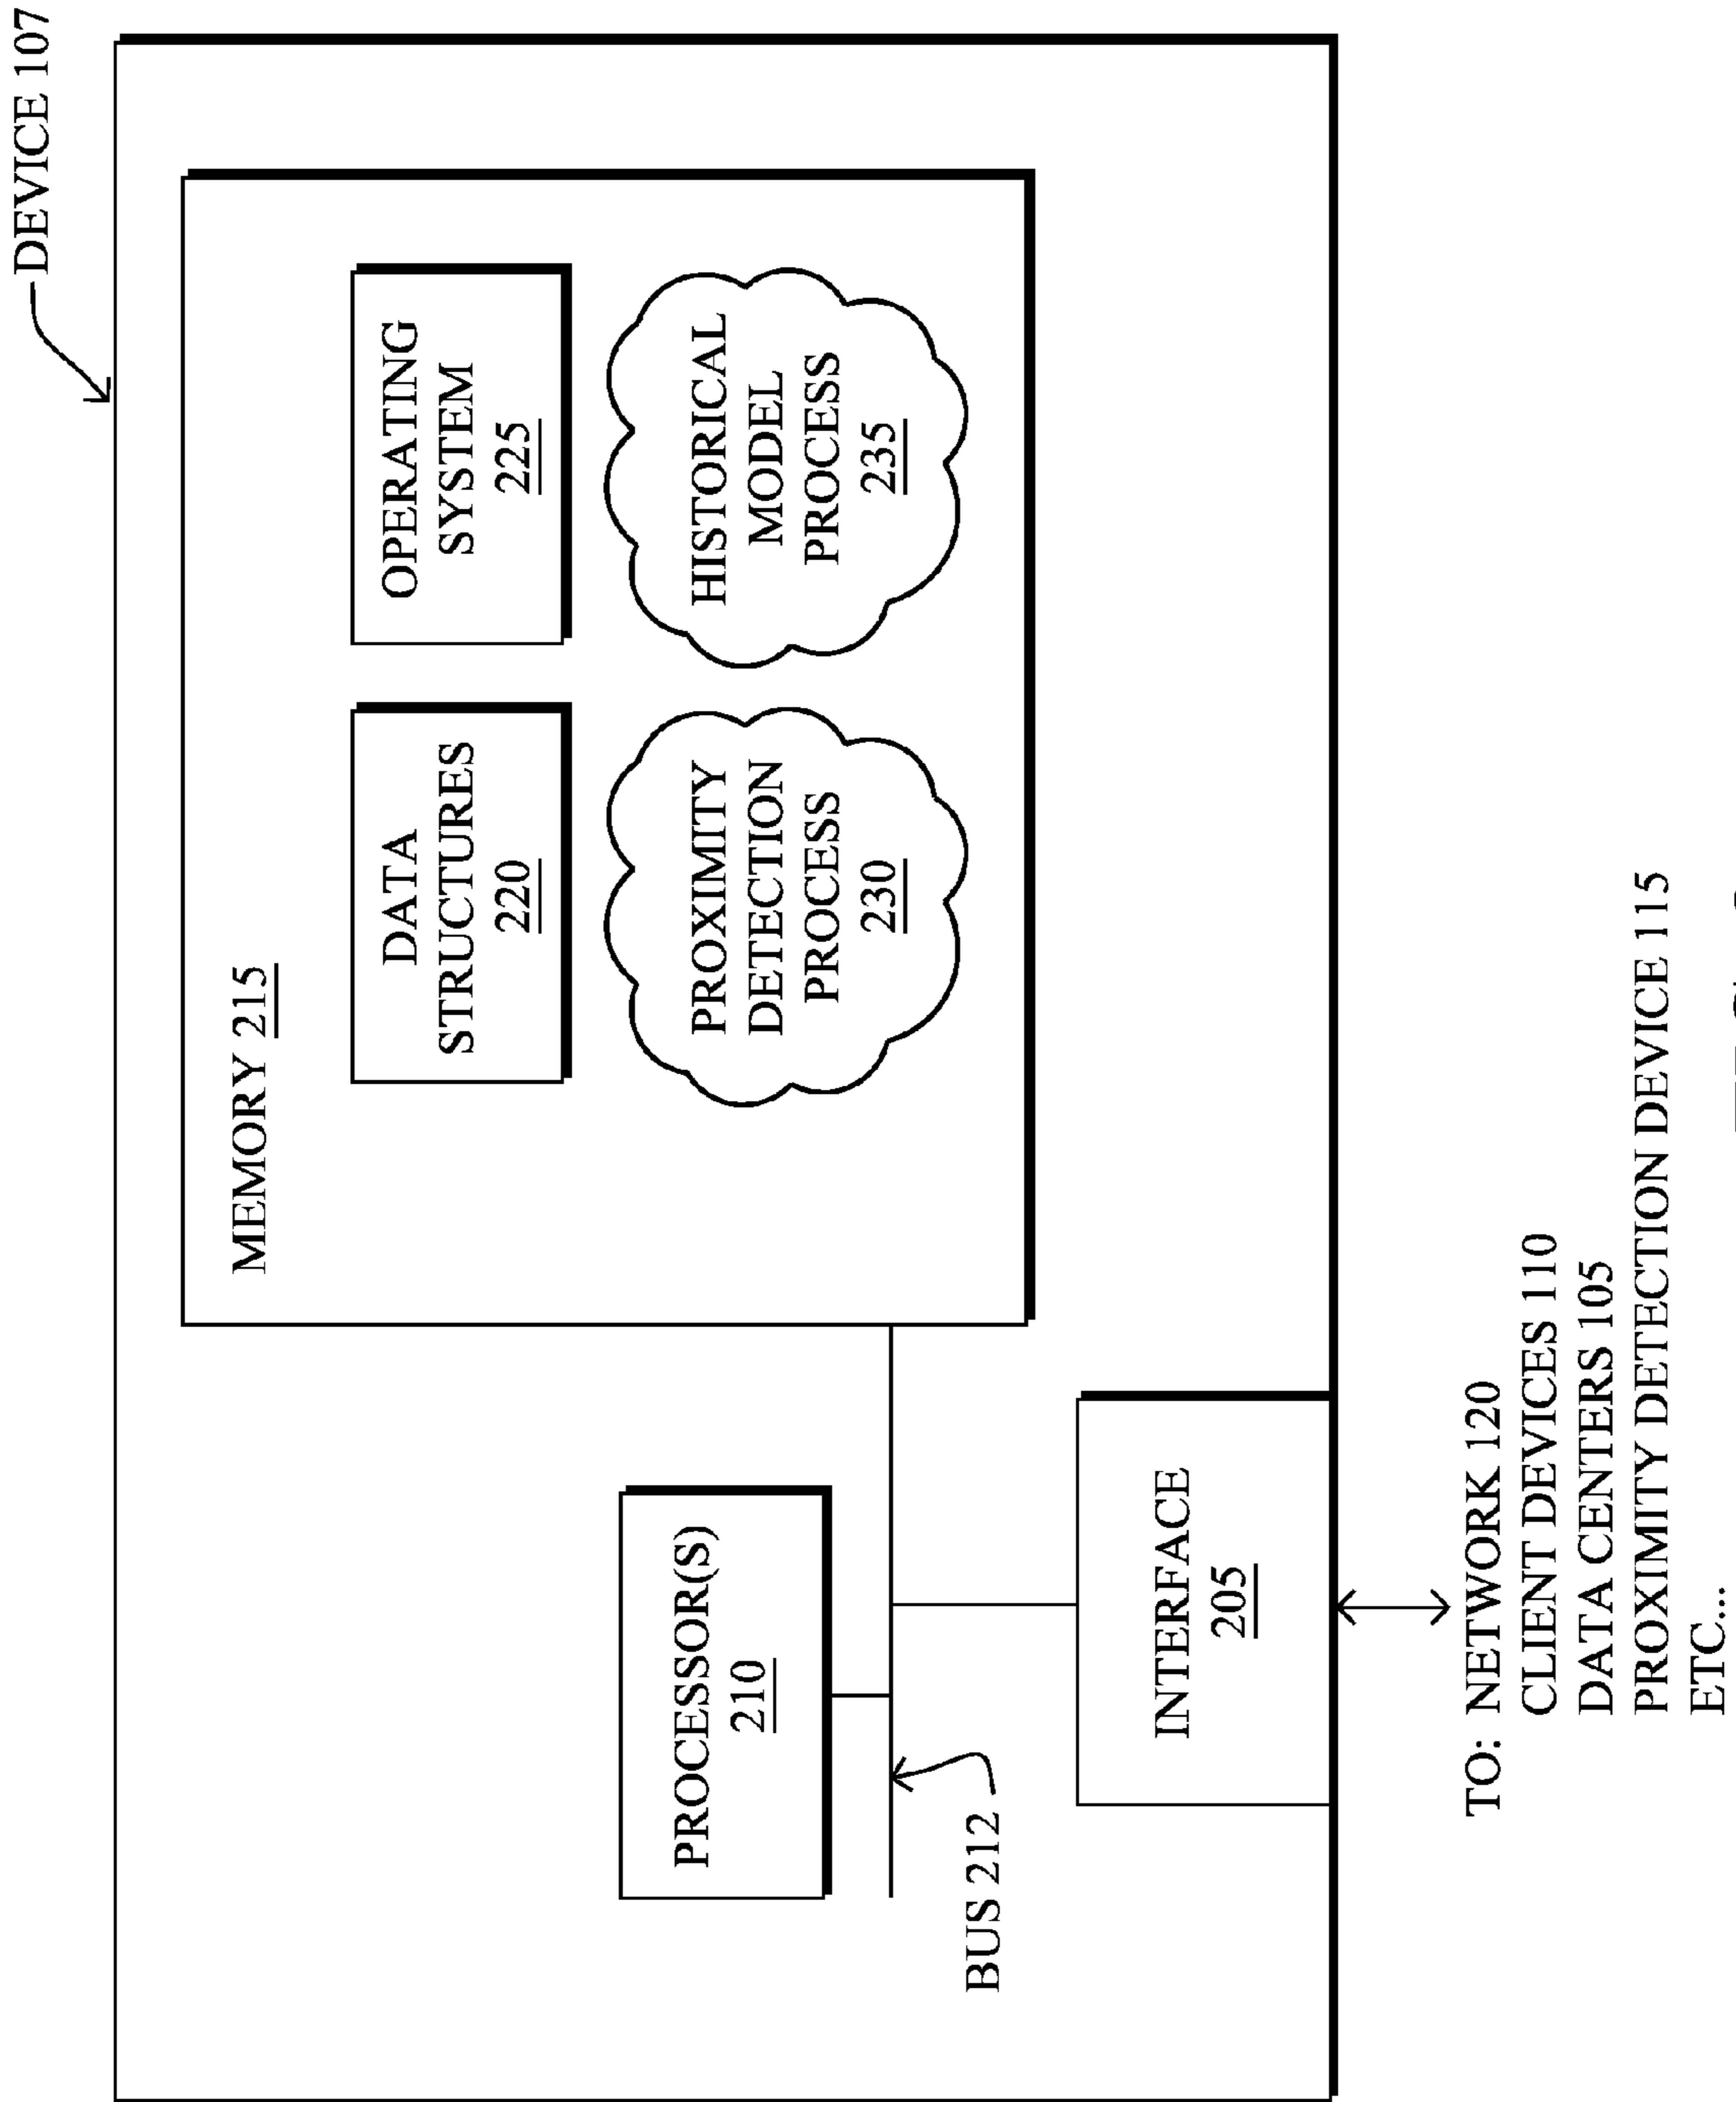 DEVICE 107
MEMORY 215
DATA
STRUCTURES
220
OPERATING
SYSTEM
225
PROXIMITY
DETECTION
PROCESS
230
HISTORICAL
MODEL
PROCESS
235
PROCESSOR(S)
210
BUS 212
INTERFACE
205
TO: NETWORK 120
CLIENT DEVICES 110
DATA CENTERS 105
PROXIMITY DETECTION DEVICE 115
ETC...